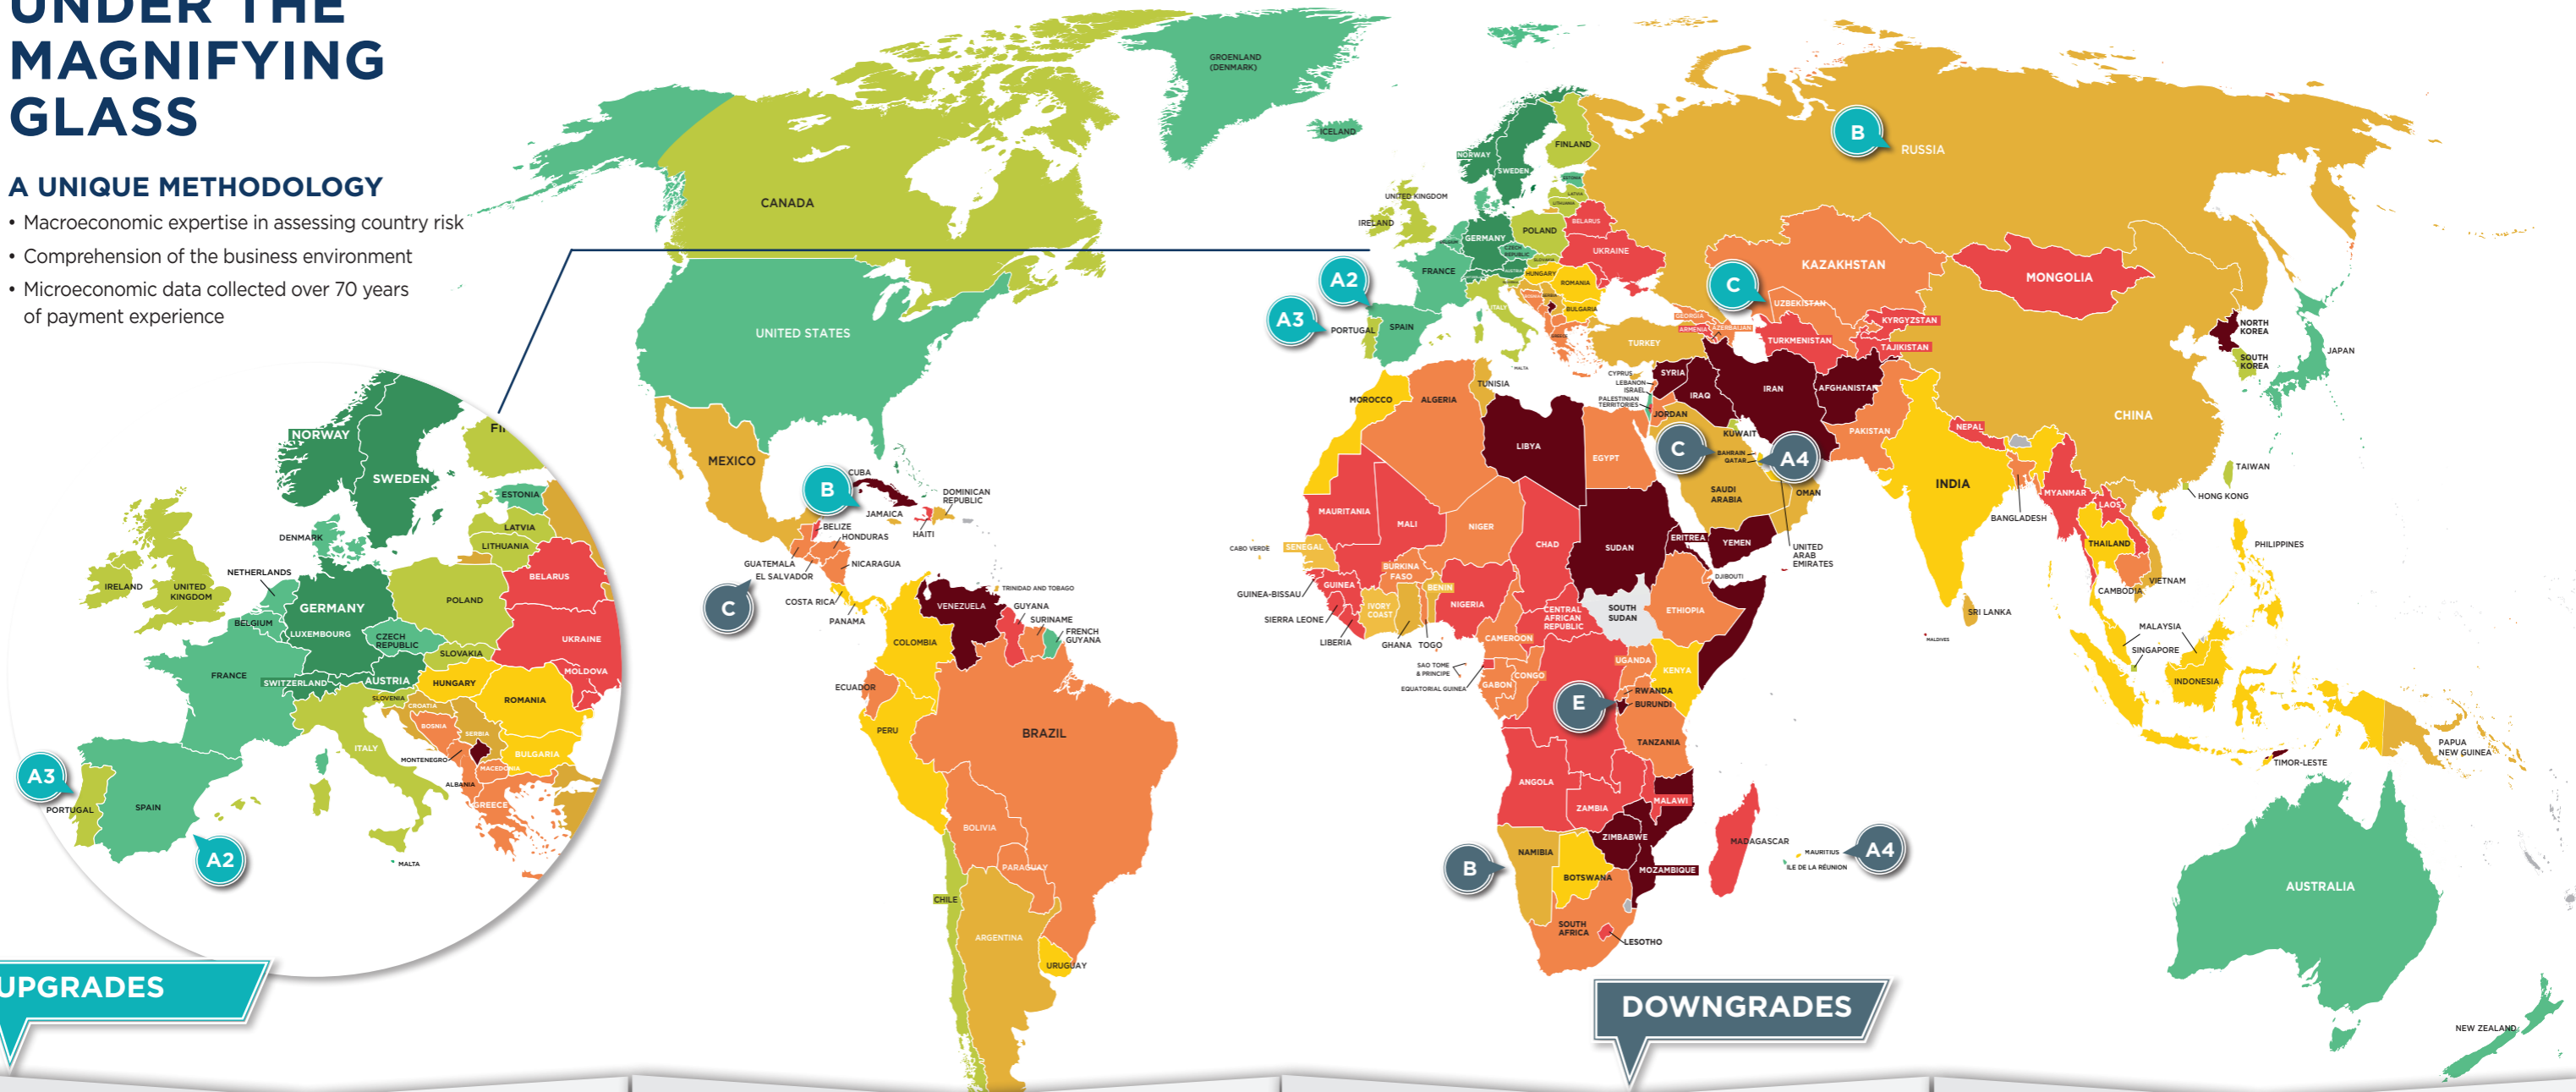 UNDER THE
MAGNIFYING
GLASS
A UNIQUE METHODOLOGY
• Macroeconomic expertise in assessing country risk
• Comprehension of the business environment
• Microeconomic data collected over 70 years
of payment experience
NORWAY
SWEDEN
ESTONIA
LATVIA
LITHUANIA
DENMARK
NETHERLANDS
IRELAND
UNITED
KINGDOM
BELARUS
POLAND
GERMANY
BELGIUM
LUXEMBOURG
CZECH
REPUBLIC
UKRAINE
SLOVAKIA
FRANCE
SWITZERLAND
AUSTRIA
HUNGARY
MOLDOVA
SLOVENIA
ROMANIA
CROATIA
BOSNIA
SERBIA
ITALY
MONTENEGRO
BULGARIA
MACEDONIA
ALBANIA
GREECE
A3
PORTUGAL
SPAIN
A2
MALTA
UPGRADES
GROENLAND
(DENMARK)
ICELAND
CANADA
UNITED STATES
MEXICO
B
CUBA
DOMINICAN
REPUBLIC
JAMAICA
HAITI
BELIZE
HONDURAS
GUATEMALA
EL SALVADOR
NICARAGUA
C
COSTA RICA
PANAMA
TRINIDAD AND TOBAGO
VENEZUELA
GUYANA
SURINAME
FRENCH
GUYANA
COLOMBIA
ECUADOR
PERU
BRAZIL
BOLIVIA
PARAGUAY
CHILE
ARGENTINA
URUGUAY
NORWAY
SWEDEN
FINLAND
B
RUSSIA
ESTONIA
LATVIA
LITHUANIA
UNITED KINGDOM
IRELAND
BELARUS
POLAND
GERMANY
CZECH
REPUBLIC
UKRAINE
FRANCE
HUNGARY
ROMANIA
BULGARIA
ITALY
A2
A3
PORTUGAL
SPAIN
MALTA
KAZAKHSTAN
MONGOLIA
C
UZBEKISTAN
GEORGIA
ARMENIA
AZERBAIJAN
KYRGYZSTAN
TURKMENISTAN
TAJIKISTAN
TURKEY
NORTH
KOREA
SOUTH
KOREA
JAPAN
CYPRUS
LEBANON
ISRAEL
PALESTINIAN
TERRITORIES
SYRIA
IRAQ
IRAN
AFGHANISTAN
JORDAN
KUWAIT
PAKISTAN
NEPAL
CHINA
C
BAHRAIN
QATAR
A4
SAUDI
ARABIA
OMAN
UNITED
ARAB
EMIRATES
YEMEN
INDIA
BANGLADESH
MYANMAR
LAOS
TAIWAN
HONG KONG
THAILAND
CAMBODIA
VIETNAM
PHILIPPINES
SRI LANKA
MALDIVES
MALAYSIA
SINGAPORE
INDONESIA
PAPUA
NEW GUINEA
TIMOR-LESTE
AUSTRALIA
NEW ZEALAND
TUNISIA
MOROCCO
ALGERIA
LIBYA
EGYPT
MAURITANIA
MALI
NIGER
CHAD
SUDAN
ERITREA
DJIBOUTI
CABO VERDE
SENEGAL
GUINEA
GUINEA-BISSAU
SIERRA LEONE
LIBERIA
BURKINA
FASO
BENIN
IVORY
COAST
GHANA
TOGO
NIGERIA
CENTRAL
AFRICAN
REPUBLIC
SOUTH
SUDAN
ETHIOPIA
CAMEROON
SAO TOME
& PRINCIPE
EQUATORIAL GUINEA
GABON
CONGO
UGANDA
KENYA
RWANDA
BURUNDI
E
TANZANIA
ANGOLA
ZAMBIA
MALAWI
ZIMBABWE
MOZAMBIQUE
MADAGASCAR
MAURITIUS
A4
ILE DE LA RÉUNION
B
NAMIBIA
BOTSWANA
SOUTH
AFRICA
LESOTHO
DOWNGRADES